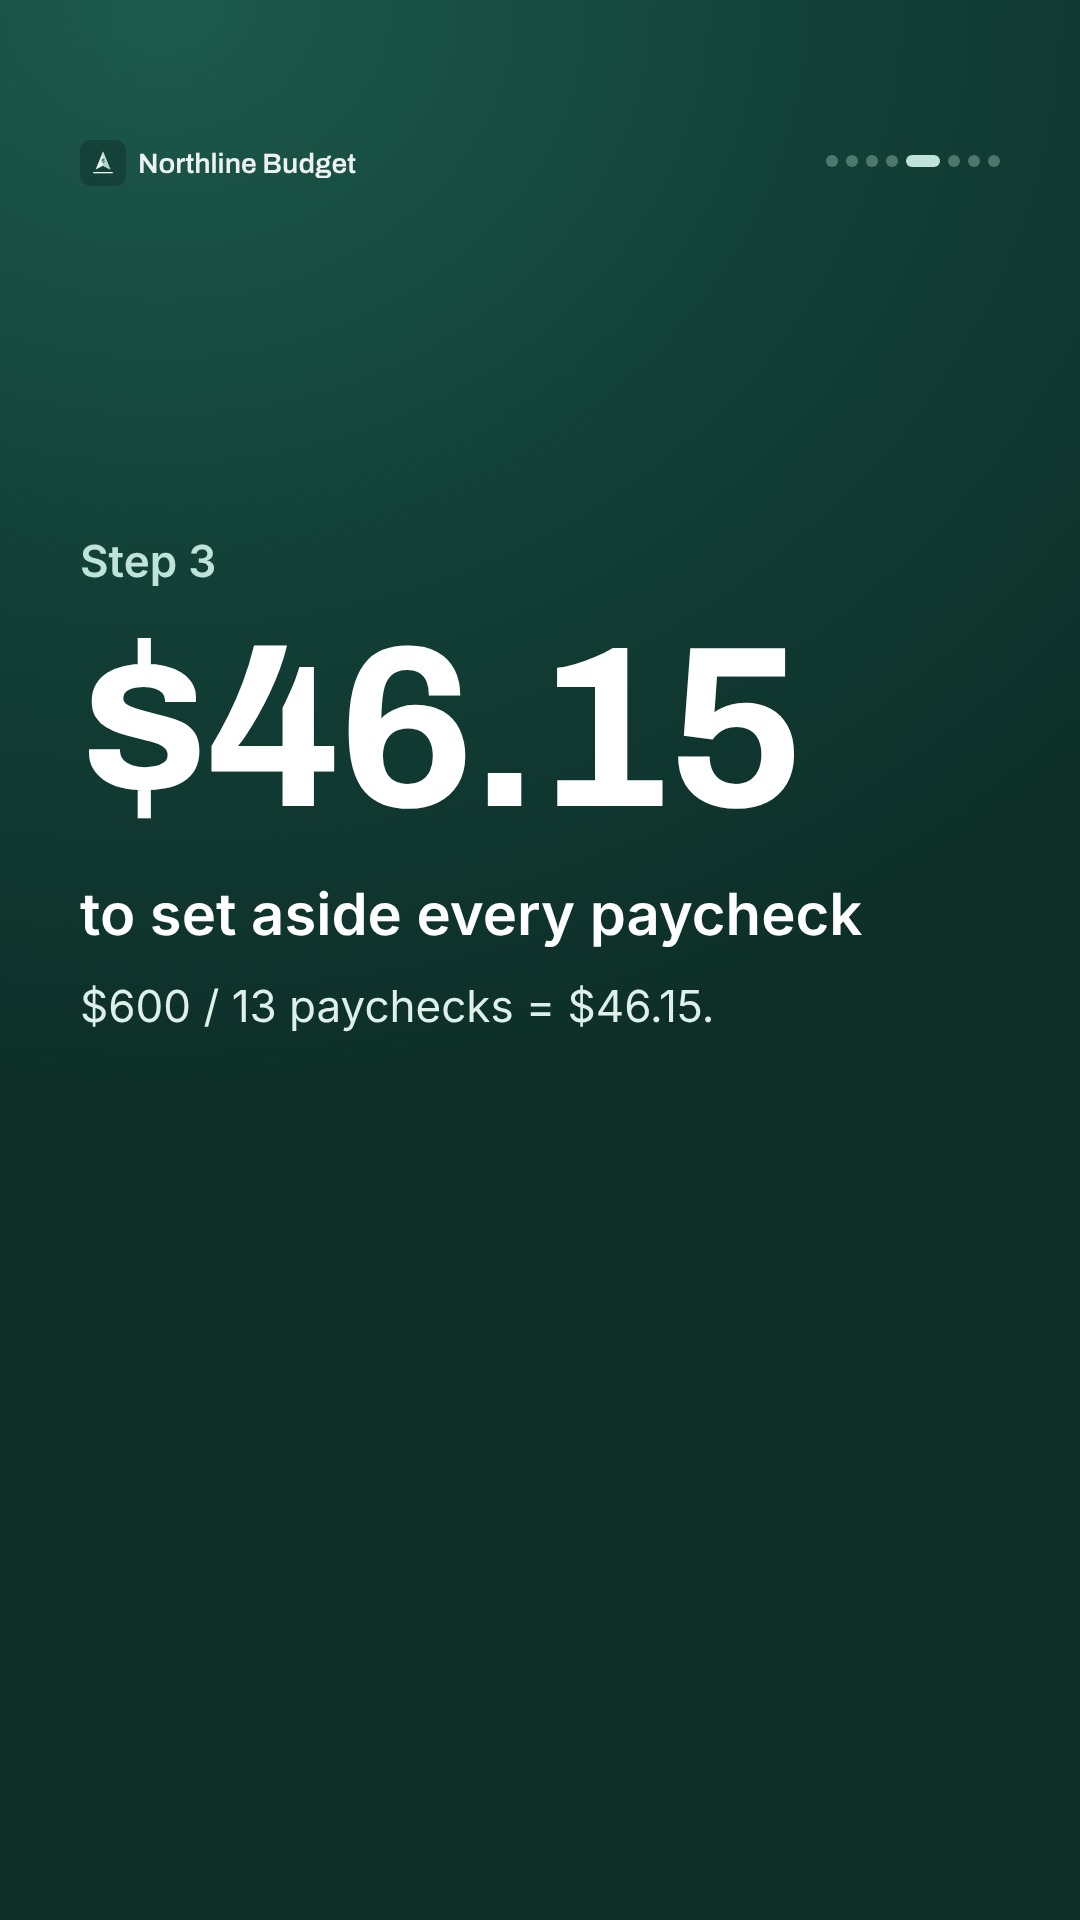 Northline Budget
Step 3
$46.15
to set aside every paycheck
$600 / 13 paychecks = $46.15.